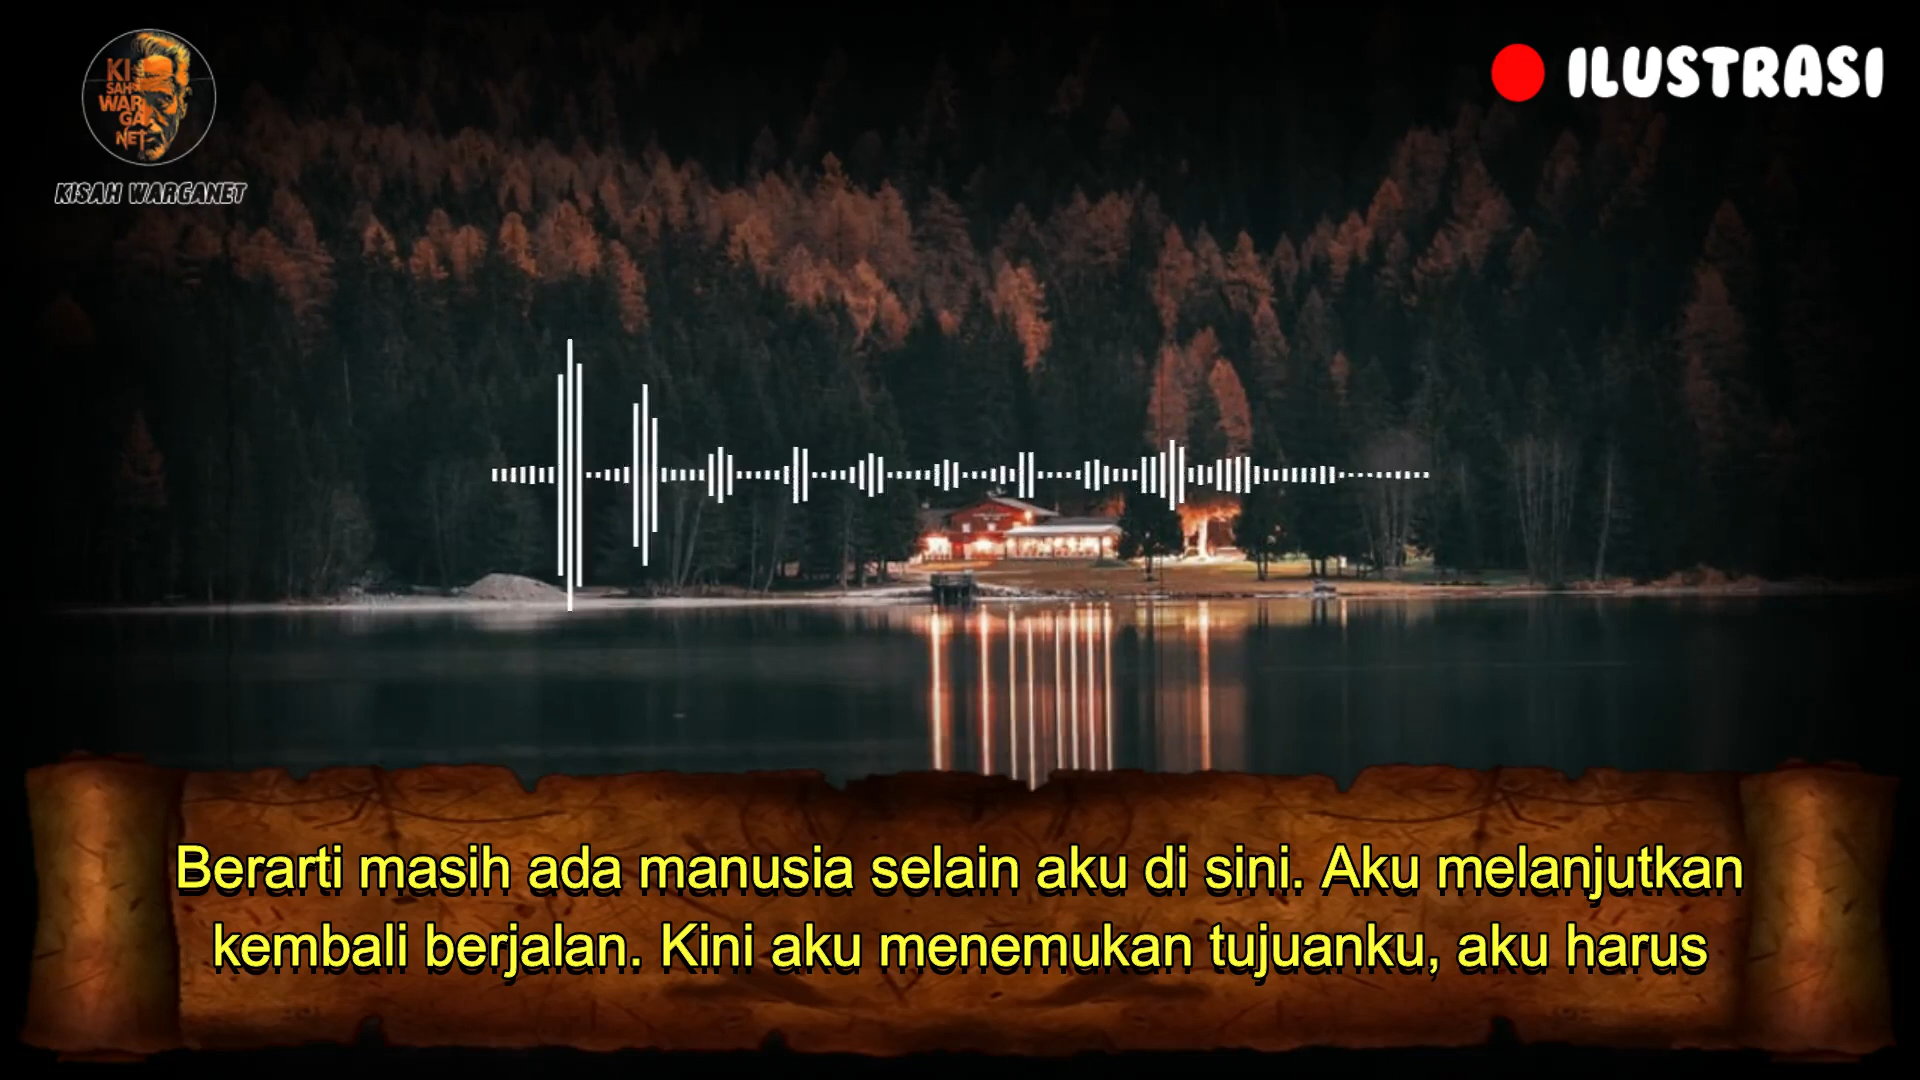 KI
SAH
WAR
GA
NET
KISAH WARGANET
ILUSTRASI
Berarti masih ada manusia selain aku di sini. Aku melanjutkan
kembali berjalan. Kini aku menemukan tujuanku, aku harus